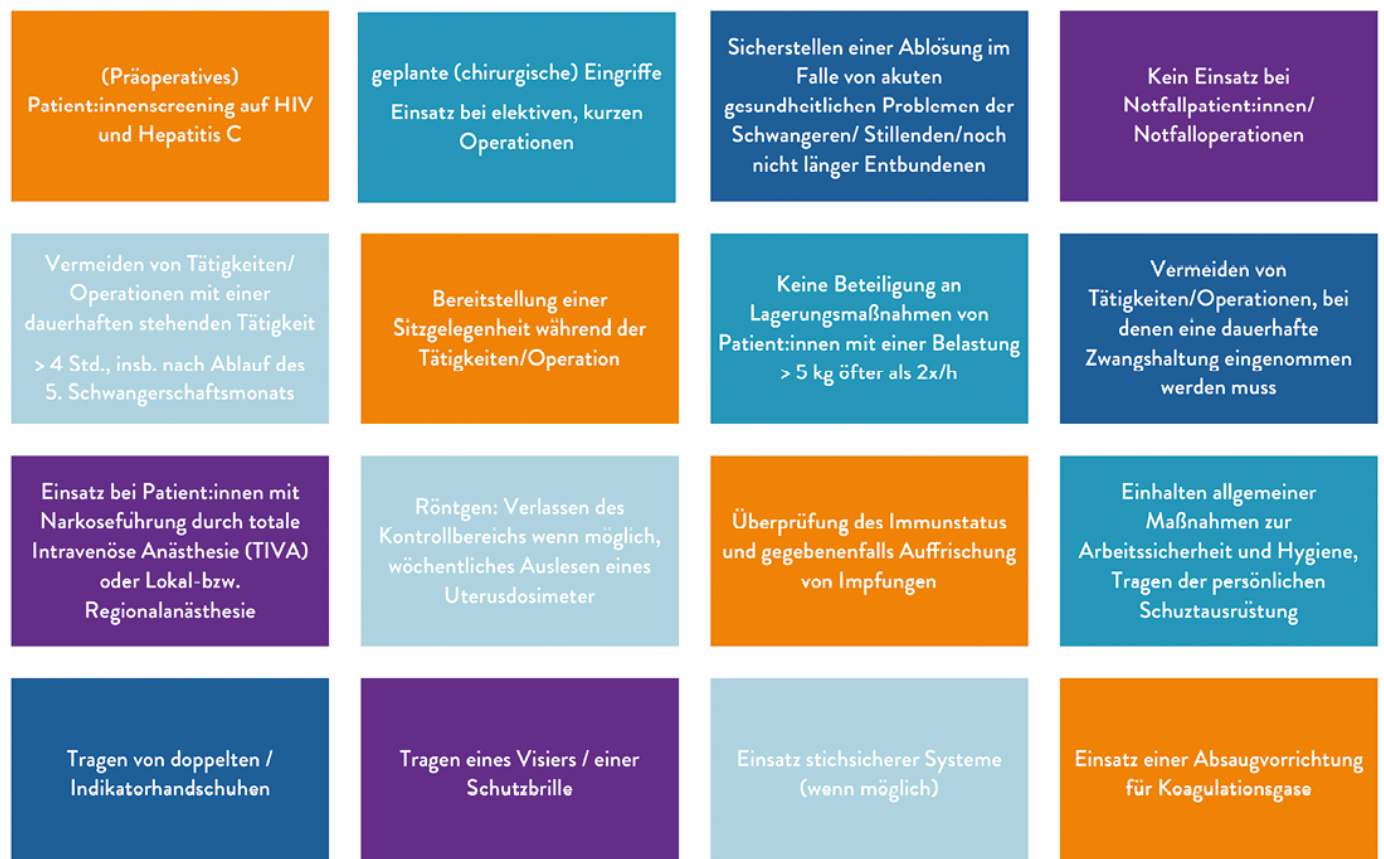 (Präoperatives)
Patient:innenscreening auf HIV
und Hepatitis C
geplante (chirurgische) Eingriffe
Einsatz bei elektiven, kurzen
Operationen
Sicherstellen einer Ablösung im
Falle von akuten
gesundheitlichen Problemen der
Schwangeren/ Stillenden/noch
nicht länger Entbundenen
Kein Einsatz bei
Notfallpatient:innen/
Notfalloperationen
Vermeiden von Tätigkeiten/
Operationen mit einer
dauerhaften stehenden Tätigkeit
> 4 Std., insb. nach Ablauf des
5. Schwangerschaftsmonats
Bereitstellung einer
Sitzgelegenheit während der
Tätigkeiten/Operation
Keine Beteiligung an
Lagerungsmaßnahmen von
Patient:innen mit einer Belastung
> 5 kg öfter als 2x/h
Vermeiden von
Tätigkeiten/Operationen, bei
denen eine dauerhafte
Zwangshaltung eingenommen
werden muss
Einsatz bei Patient:innen mit
Narkoseführung durch totale
Intravenöse Anästhesie (TIVA)
oder Lokal-bzw.
Regionalanästhesie
Röntgen: Verlassen des
Kontrollbereichs wenn möglich,
wöchentliches Auslesen eines
Uterusdosimeter
Überprüfung des Immunstatus
und gegebenenfalls Auffrischung
von Impfungen
Einhalten allgemeiner
Maßnahmen zur
Arbeitssicherheit und Hygiene,
Tragen der persönlichen
Schuztausrüstung
Tragen von doppelten /
Indikatorhandschuhen
Tragen eines Visiers / einer
Schutzbrille
Einsatz stichsicherer Systeme
(wenn möglich)
Einsatz einer Absaugvorrichtung
für Koagulationsgase